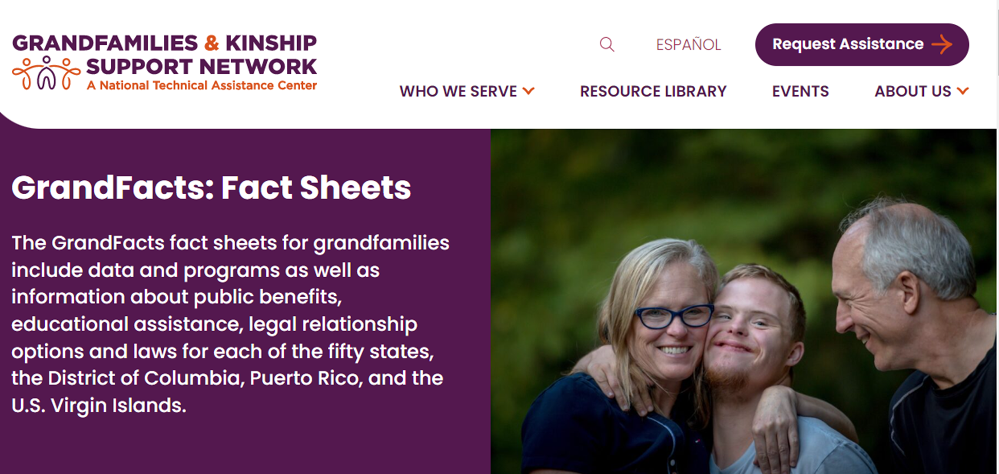 GRANDFAMILIES & KINSHIP
SUPPORT NETWORK
A National Technical Assistance Center
ESPAÑOL
Request Assistance
WHO WE SERVE
RESOURCE LIBRARY
EVENTS
ABOUT US
GrandFacts: Fact Sheets
The GrandFacts fact sheets for grandfamilies
include data and programs as well as
information about public benefits,
educational assistance, legal relationship
options and laws for each of the fifty states,
the District of Columbia, Puerto Rico, and the
U.S. Virgin Islands.